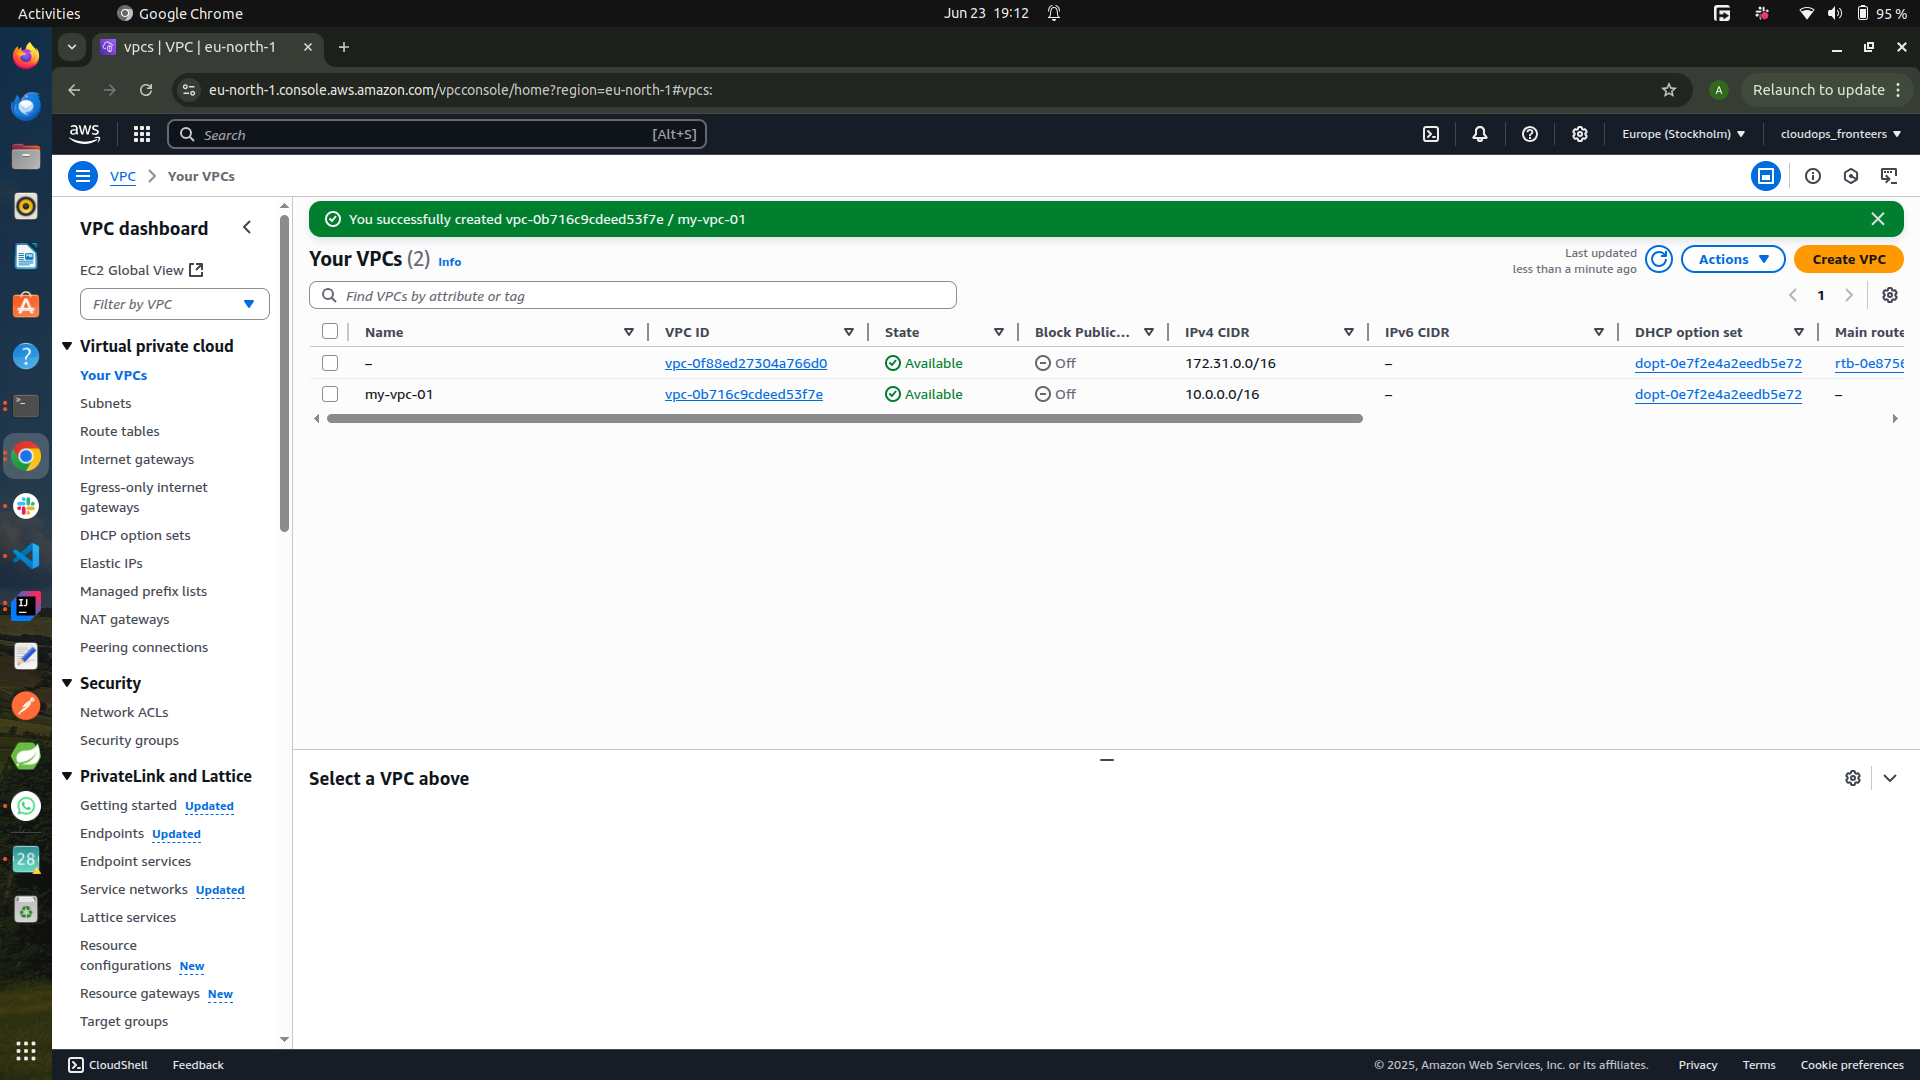 Activities
Google Chrome
Jun 23 19:12
95 %
vpcs | VPC | eu-north-1
eu-north-1.console.aws.amazon.com/vpcconsole/home?region=eu-north-1#vpcs:
A
Relaunch to update
aws
Search
[Alt+S]
Europe (Stockholm)
cloudops_fronteers
VPC
Your VPCs
VPC dashboard
EC2 Global View
Filter by VPC
Virtual private cloud
Your VPCs
Subnets
Route tables
Internet gateways
Egress-only internet
gateways
DHCP option sets
Elastic IPs
Managed prefix lists
NAT gateways
Peering connections
Security
Network ACLs
Security groups
PrivateLink and Lattice
Getting started Updated
Endpoints Updated
Endpoint services
Service networks Updated
Lattice services
Resource
configurations New
Resource gateways New
Target groups
You successfully created vpc-0b716c9cdeed53f7e / my-vpc-01
Your VPCs (2) Info
Last updated
less than a minute ago
Actions
Create VPC
Find VPCs by attribute or tag
1
Name VPC ID State Block Public... IPv4 CIDR IPv6 CIDR DHCP option set Main route
– vpc-0f88ed27304a766d0 Available Off 172.31.0.0/16 – dopt-0e7f2e4a2eedb5e72 rtb-0e8756
my-vpc-01 vpc-0b716c9cdeed53f7e Available Off 10.0.0.0/16 – dopt-0e7f2e4a2eedb5e72 –
Select a VPC above
28
CloudShell
Feedback
© 2025, Amazon Web Services, Inc. or its affiliates.
Privacy
Terms
Cookie preferences